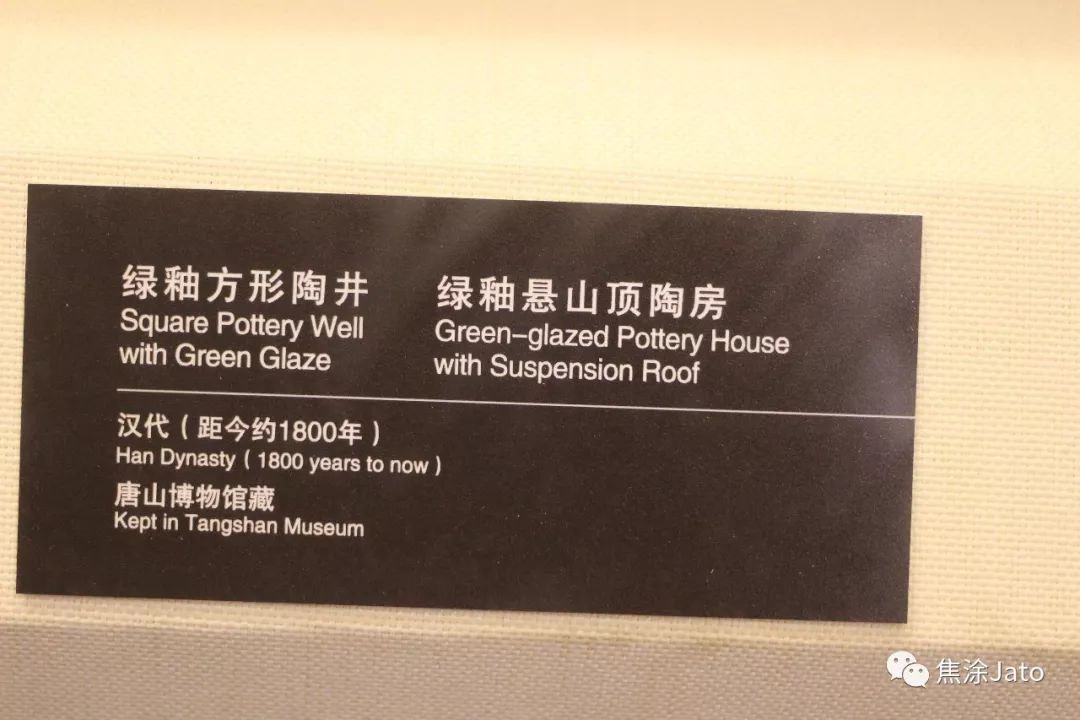 绿釉方形陶井
Square Pottery Well
with Green Glaze
绿釉悬山顶陶房
Green-glazed Pottery House
with Suspension Roof
汉代（距今约1800年）
Han Dynasty（1800 years to now）
唐山博物馆藏
Kept in Tangshan Museum
焦涂Jato